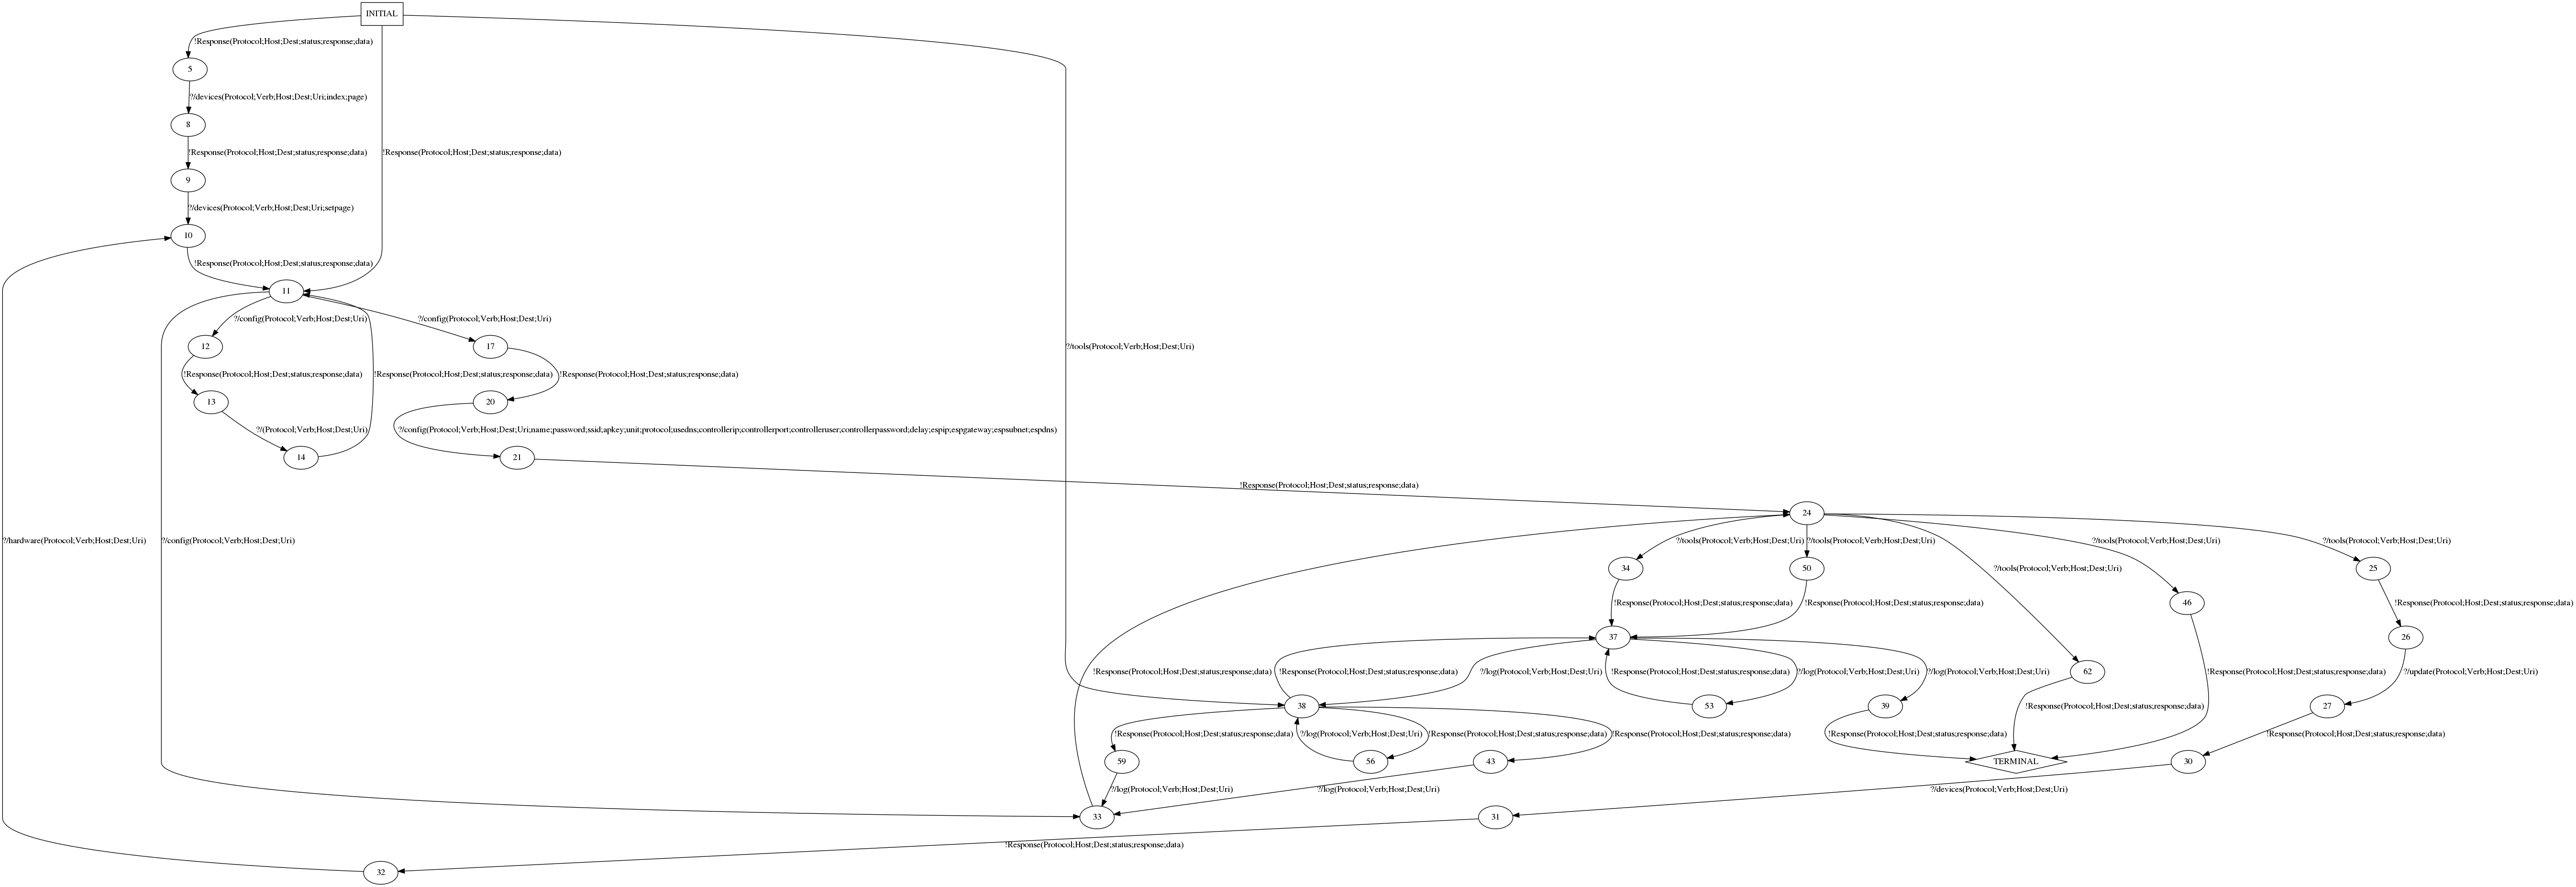 INITIAL
!Response(Protocol;Host;Dest;status;response;data)
5
?/devices(Protocol;Verb;Host;Dest;Uri;index;page)
8
!Response(Protocol;Host;Dest;status;response;data)
!Response(Protocol;Host;Dest;status;response;data)
9
?/devices(Protocol;Verb;Host;Dest;Uri;setpage)
10
!Response(Protocol;Host;Dest;status;response;data)
11
?/config(Protocol;Verb;Host;Dest;Uri)
?/config(Protocol;Verb;Host;Dest;Uri)
12
17
?/tools(Protocol;Verb;Host;Dest;Uri)
!Response(Protocol;Host;Dest;status;response;data)
!Response(Protocol;Host;Dest;status;response;data)
!Response(Protocol;Host;Dest;status;response;data)
13
20
?/(Protocol;Verb;Host;Dest;Uri)
?/config(Protocol;Verb;Host;Dest;Uri;name;password;ssid;apkey;unit;protocol;usedns;controllerip;controllerport;controlleruser;controllerpassword;delay;espip;espgateway;espsubnet;espdns)
14
21
!Response(Protocol;Host;Dest;status;response;data)
24
?/hardware(Protocol;Verb;Host;Dest;Uri)
?/config(Protocol;Verb;Host;Dest;Uri)
?/tools(Protocol;Verb;Host;Dest;Uri)
?/tools(Protocol;Verb;Host;Dest;Uri)
?/tools(Protocol;Verb;Host;Dest;Uri)
?/tools(Protocol;Verb;Host;Dest;Uri)
?/tools(Protocol;Verb;Host;Dest;Uri)
34
50
25
!Response(Protocol;Host;Dest;status;response;data)
!Response(Protocol;Host;Dest;status;response;data)
46
!Response(Protocol;Host;Dest;status;response;data)
37
26
!Response(Protocol;Host;Dest;status;response;data)
!Response(Protocol;Host;Dest;status;response;data)
?/log(Protocol;Verb;Host;Dest;Uri)
!Response(Protocol;Host;Dest;status;response;data)
?/log(Protocol;Verb;Host;Dest;Uri)
?/log(Protocol;Verb;Host;Dest;Uri)
62
!Response(Protocol;Host;Dest;status;response;data)
?/update(Protocol;Verb;Host;Dest;Uri)
38
53
39
!Response(Protocol;Host;Dest;status;response;data)
27
!Response(Protocol;Host;Dest;status;response;data)
?/log(Protocol;Verb;Host;Dest;Uri)
!Response(Protocol;Host;Dest;status;response;data)
!Response(Protocol;Host;Dest;status;response;data)
!Response(Protocol;Host;Dest;status;response;data)
!Response(Protocol;Host;Dest;status;response;data)
59
56
43
TERMINAL
30
?/log(Protocol;Verb;Host;Dest;Uri)
?/log(Protocol;Verb;Host;Dest;Uri)
?/devices(Protocol;Verb;Host;Dest;Uri)
33
31
!Response(Protocol;Host;Dest;status;response;data)
32